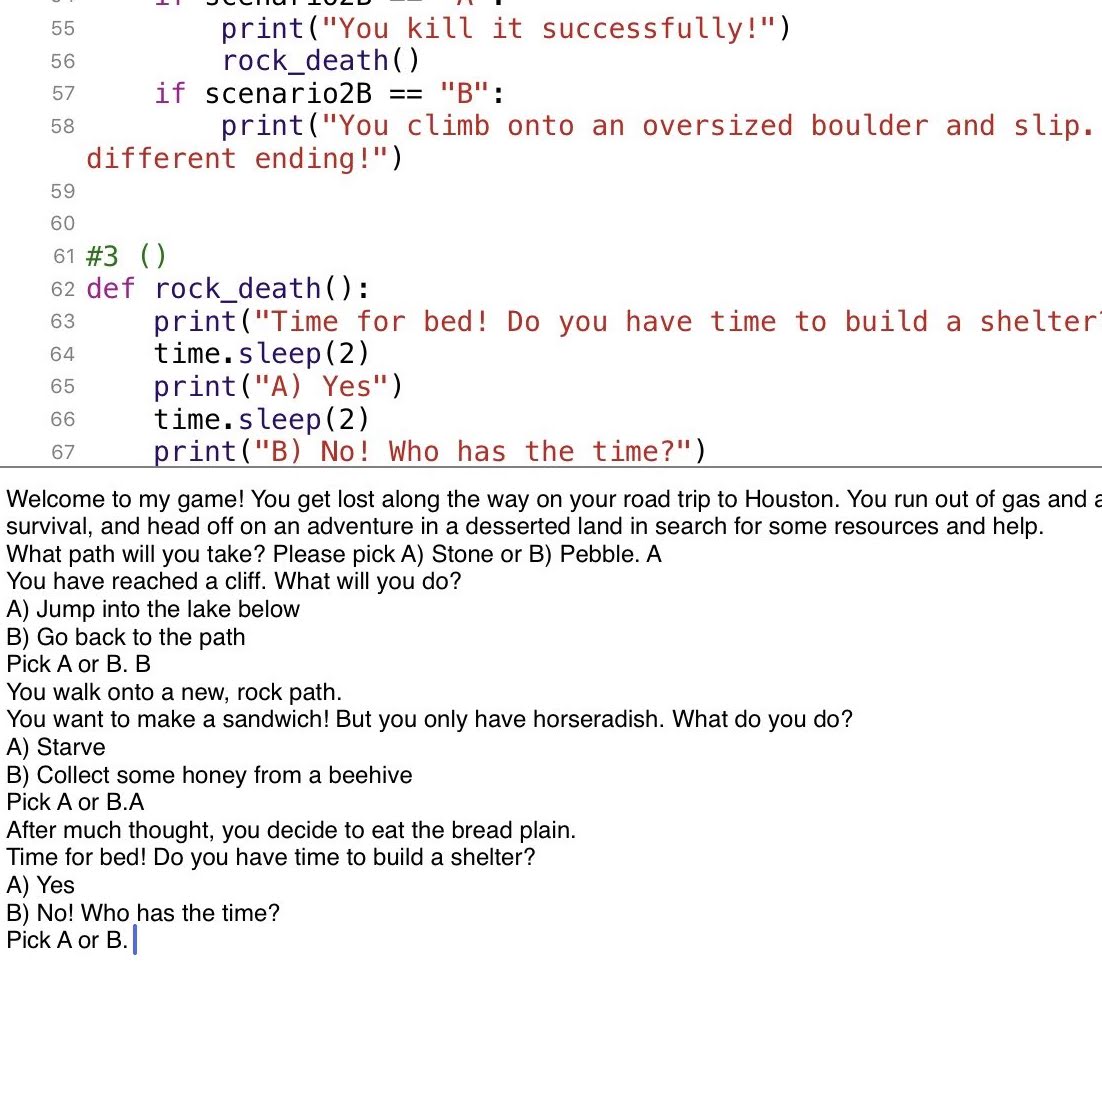 54 if scenario2B == "A":
55 print("You kill it successfully!")
56 rock_death()
57 if scenario2B == "B":
58 print("You climb onto an oversized boulder and slip.
different ending!")
59
60
61 #3 ()
62 def rock_death():
63 print("Time for bed! Do you have time to build a shelter?
64 time.sleep(2)
65 print("A) Yes")
66 time.sleep(2)
67 print("B) No! Who has the time?")
Welcome to my game! You get lost along the way on your road trip to Houston. You run out of gas and
survival, and head off on an adventure in a desserted land in search for some resources and help.
What path will you take? Please pick A) Stone or B) Pebble. A
You have reached a cliff. What will you do?
A) Jump into the lake below
B) Go back to the path
Pick A or B. B
You walk onto a new, rock path.
You want to make a sandwich! But you only have horseradish. What do you do?
A) Starve
B) Collect some honey from a beehive
Pick A or B.A
After much thought, you decide to eat the bread plain.
Time for bed! Do you have time to build a shelter?
A) Yes
B) No! Who has the time?
Pick A or B.